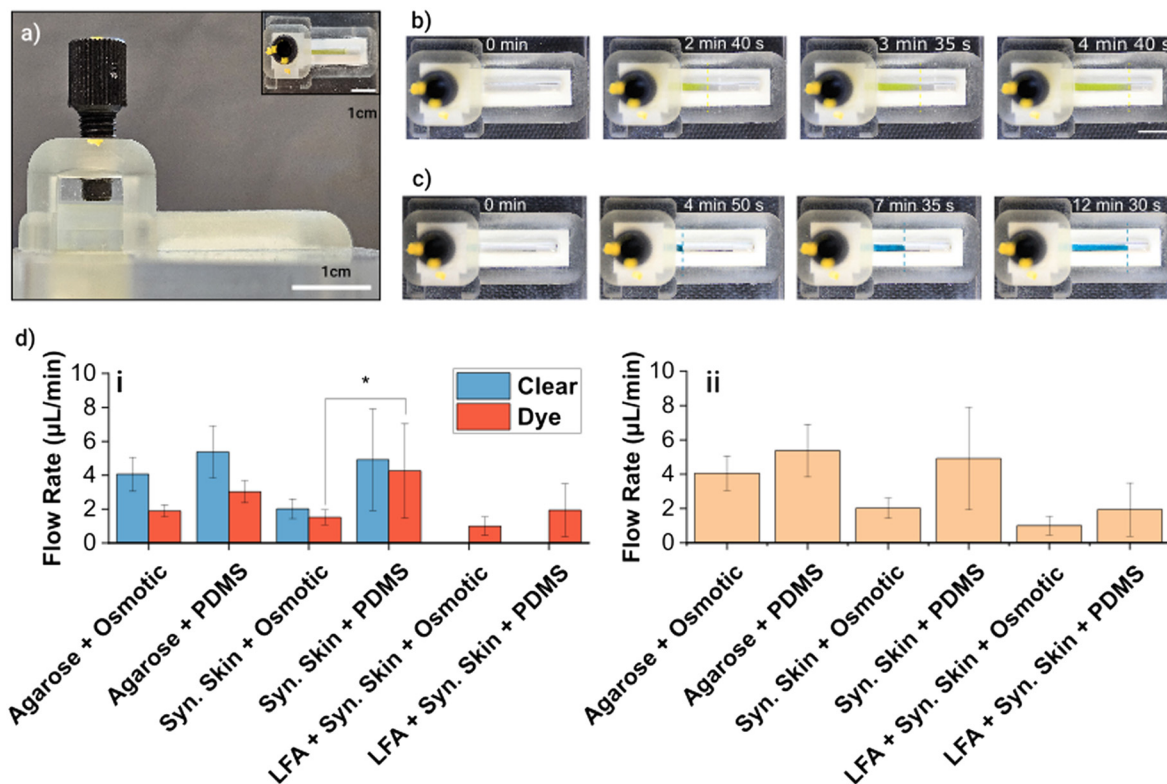 a)
1cm
1cm
b)
0 min
2 min 40 s
3 min 35 s
4 min 40 s
c)
0 min
4 min 50 s
7 min 35 s
12 min 30 s
d)
i
Flow Rate (µL/min)
10
8
6
4
2
0
*
Clear
Dye
Agarose + Osmotic
Agarose + PDMS
Syn. Skin + Osmotic
Syn. Skin + PDMS
LFA + Syn. Skin + Osmotic
LFA + Syn. Skin + PDMS
ii
Flow Rate (µL/min)
10
8
6
4
2
0
Agarose + Osmotic
Agarose + PDMS
Syn. Skin + Osmotic
Syn. Skin + PDMS
LFA + Syn. Skin + Osmotic
LFA + Syn. Skin + PDMS